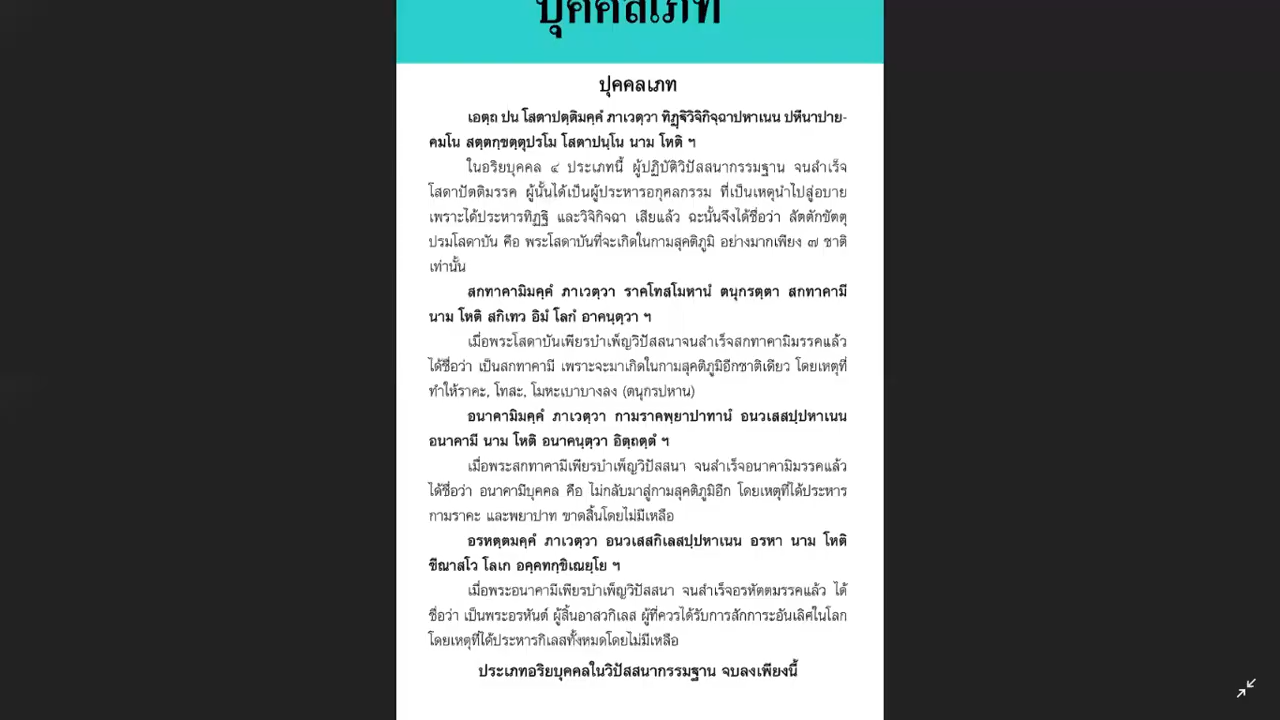 ปุคคลเภท
ปุคคลเภท
เอตฺถ ปน โสตาปตฺติมคฺคํ ภาเวตฺวา ทิฏฺฐิวิจิกิจฺฉาปหาเนน ปหีนาปาย-
คมโน สตฺตกฺขตฺตุปรโม โสตาปนฺโน นาม โหติ ฯ
ในอริยบุคคล ๔ ประเภทนี้ ผู้ปฏิบัติวิปัสสนากรรมฐาน จนสำเร็จ
โสดาปัตติมรรค ผู้นั้นได้เป็นผู้ประหารอกุศลกรรม ที่เป็นเหตุนำไปสู่อบาย
เพราะได้ประหารทิฏฐิ และวิจิกิจฉา เสียแล้ว ฉะนั้นจึงได้ชื่อว่า สัตตักขัตตุ
ปรมโสดาบัน คือ พระโสดาบันที่จะเกิดในกามสุคติภูมิ อย่างมากเพียง ๗ ชาติ
เท่านั้น
สกทาคามิมคฺคํ ภาเวตฺวา ราคโทสโมหานํ ตนุกรตฺตา สกทาคามี
นาม โหติ สกิเทว อิมํ โลกํ อาคนฺตฺวา ฯ
เมื่อพระโสดาบันเพียรบำเพ็ญวิปัสสนาจนสำเร็จสกทาคามิมรรคแล้ว
ได้ชื่อว่า เป็นสกทาคามี เพราะจะมาเกิดในกามสุคติภูมิอีกชาติเดียว โดยเหตุที่
ทำให้ราคะ, โทสะ, โมหะเบาบางลง (ตนุกรปหาน)
อนาคามิมคฺคํ ภาเวตฺวา กามราคพฺยาปาทานํ อนวเสสปฺปหาเนน
อนาคามี นาม โหติ อนาคนฺตฺวา อิตฺถตฺตํ ฯ
เมื่อพระสกทาคามีเพียรบำเพ็ญวิปัสสนา จนสำเร็จอนาคามิมรรคแล้ว
ได้ชื่อว่า อนาคามีบุคคล คือ ไม่กลับมาสู่กามสุคติภูมิอีก โดยเหตุที่ได้ประหาร
กามราคะ และพยาปาท ขาดสิ้นโดยไม่มีเหลือ
อรหตฺตมคฺคํ ภาเวตฺวา อนวเสสกิเลสปฺปหาเนน อรหา นาม โหติ
ขีณาสโว โลเก อคฺคทกฺขิเณยฺโย ฯ
เมื่อพระอนาคามีเพียรบำเพ็ญวิปัสสนา จนสำเร็จอรหัตตมรรคแล้ว ได้
ชื่อว่า เป็นพระอรหันต์ ผู้สิ้นอาสวกิเลส ผู้ที่ควรได้รับการสักการะอันเลิศในโลก
โดยเหตุที่ได้ประหารกิเลสทั้งหมดโดยไม่มีเหลือ
ประเภทอริยบุคคลในวิปัสสนากรรมฐาน จบลงเพียงนี้